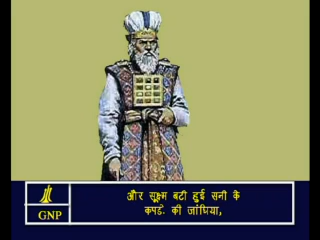 और सूक्ष्म बटी हुई सनी के
कपडे. की जांघिया,
GNP